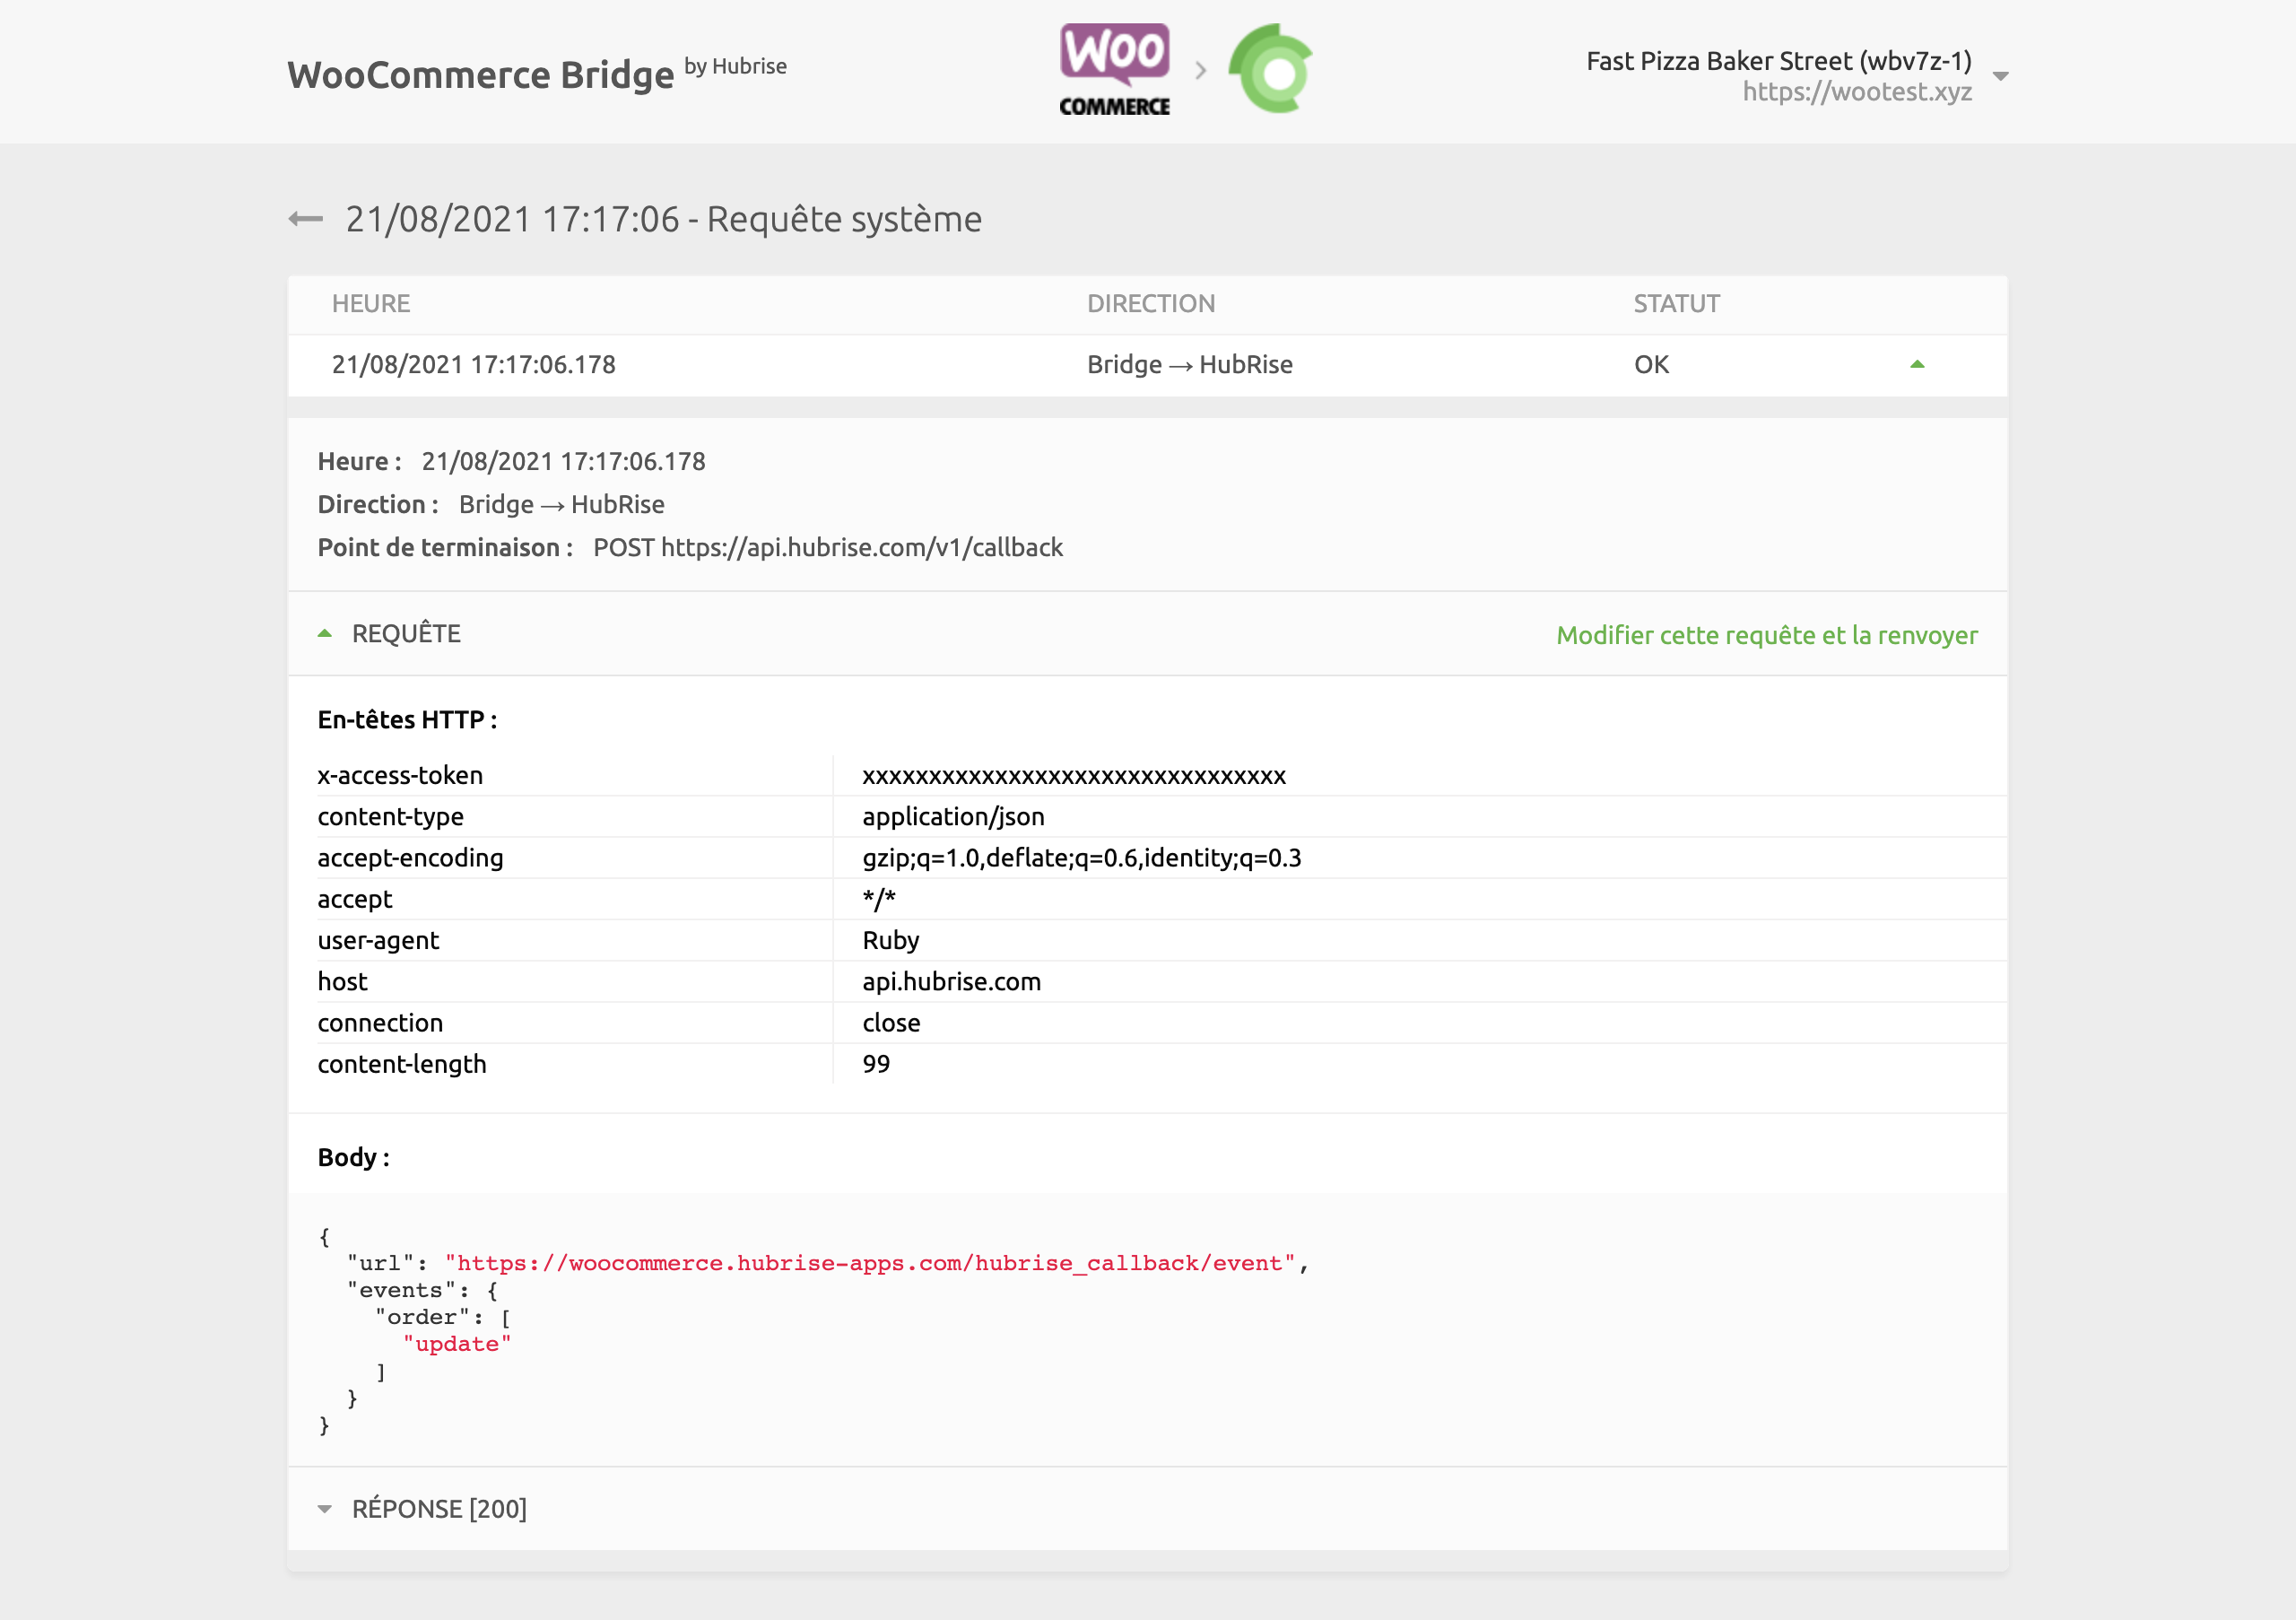 WooCommerce Bridge by Hubrise
WOO
COMMERCE
Fast Pizza Baker Street (wbv7z-1)
https://wootest.xyz
21/08/2021 17:17:06 - Requête système
HEURE DIRECTION STATUT
21/08/2021 17:17:06.178 Bridge → HubRise OK
Heure : 21/08/2021 17:17:06.178
Direction : Bridge → HubRise
Point de terminaison : POST https://api.hubrise.com/v1/callback
REQUÊTE Modifier cette requête et la renvoyer
En-têtes HTTP :
x-access-token xxxxxxxxxxxxxxxxxxxxxxxxxxxxxxxx
content-type application/json
accept-encoding gzip;q=1.0,deflate;q=0.6,identity;q=0.3
accept */*
user-agent Ruby
host api.hubrise.com
connection close
content-length 99
Body :
{
  "url": "https://woocommerce.hubrise-apps.com/hubrise_callback/event",
  "events": {
    "order": [
      "update"
    ]
  }
}
RÉPONSE [200]